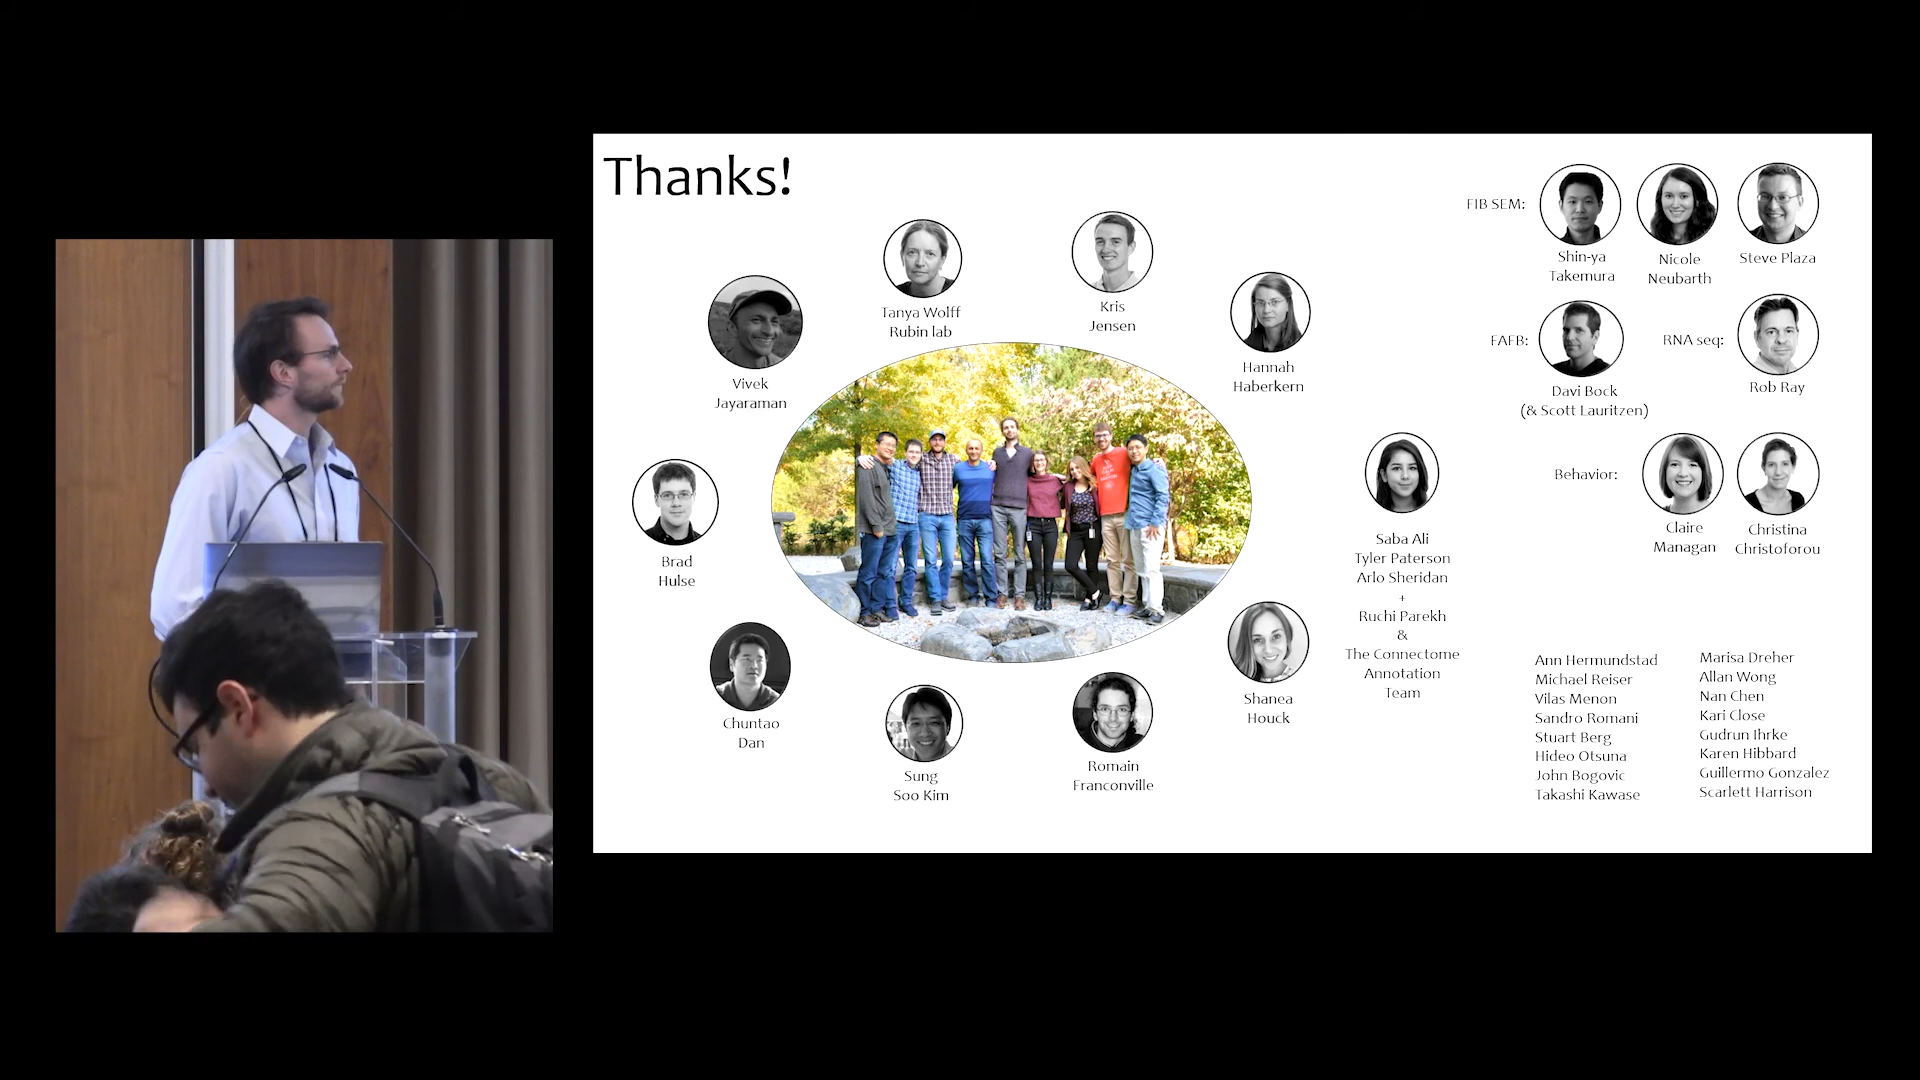 Thanks!
Vivek
Jayaraman
Tanya Wolff
Rubin lab
Kris
Jensen
Hannah
Haberkern
Brad
Hulse
Chuntao
Dan
Sung
Soo Kim
Romain
Franconville
Shanea
Houck
Saba Ali
Tyler Paterson
Arlo Sheridan
+
Ruchi Parekh
&
The Connectome
Annotation
Team
FIB SEM:
Shin-ya
Takemura
Nicole
Neubarth
Steve Plaza
FAFB:
Davi Bock
(& Scott Lauritzen)
RNA seq:
Rob Ray
Behavior:
Claire
Managan
Christina
Christoforou
Ann Hermundstad
Michael Reiser
Vilas Menon
Sandro Romani
Stuart Berg
Hideo Otsuna
John Bogovic
Takashi Kawase
Marisa Dreher
Allan Wong
Nan Chen
Kari Close
Gudrun Ihrke
Karen Hibbard
Guillermo Gonzalez
Scarlett Harrison